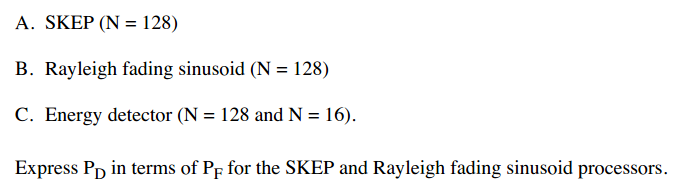 A. SKEP (N = 128)
B. Rayleigh fading sinusoid (N = 128)
C. Energy detector (N = 128 and N = 16).
Express P_D in terms of P_F for the SKEP and Rayleigh fading sinusoid processors.